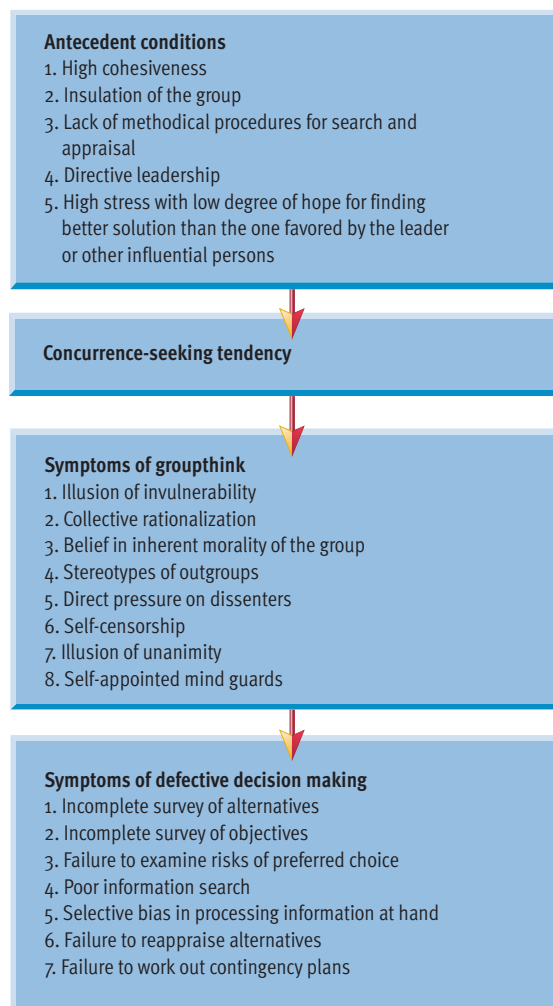 Antecedent conditions
1. High cohesiveness
2. Insulation of the group
3. Lack of methodical procedures for search and
appraisal
4. Directive leadership
5. High stress with low degree of hope for finding
better solution than the one favored by the leader
or other influential persons
Concurrence-seeking tendency
Symptoms of groupthink
1. Illusion of invulnerability
2. Collective rationalization
3. Belief in inherent morality of the group
4. Stereotypes of outgroups
5. Direct pressure on dissenters
6. Self-censorship
7. Illusion of unanimity
8. Self-appointed mind guards
Symptoms of defective decision making
1. Incomplete survey of alternatives
2. Incomplete survey of objectives
3. Failure to examine risks of preferred choice
4. Poor information search
5. Selective bias in processing information at hand
6. Failure to reappraise alternatives
7. Failure to work out contingency plans